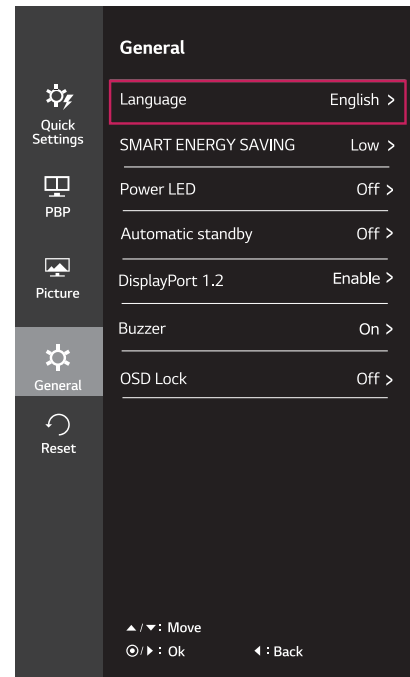 General
Quick
Settings
PBP
Picture
General
Reset
Language English >
SMART ENERGY SAVING Low >
Power LED Off >
Automatic standby Off >
DisplayPort 1.2 Enable >
Buzzer On >
OSD Lock Off >
▲/▼: Move
⊙/▶: Ok ◀: Back